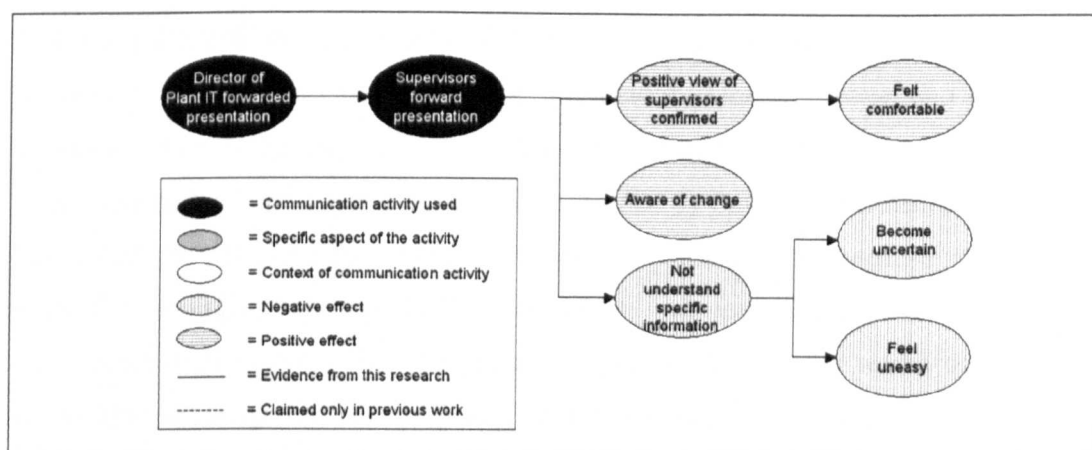 Director of
Plant IT forwarded
presentation
Supervisors
forward
presentation
Positive view of
supervisors
confirmed
Felt
comfortable
Aware of change
Become
uncertain
Not
understand
specific
information
Feel
uneasy
= Communication activity used
= Specific aspect of the activity
= Context of communication activity
= Negative effect
= Positive effect
= Evidence from this research
= Claimed only in previous work